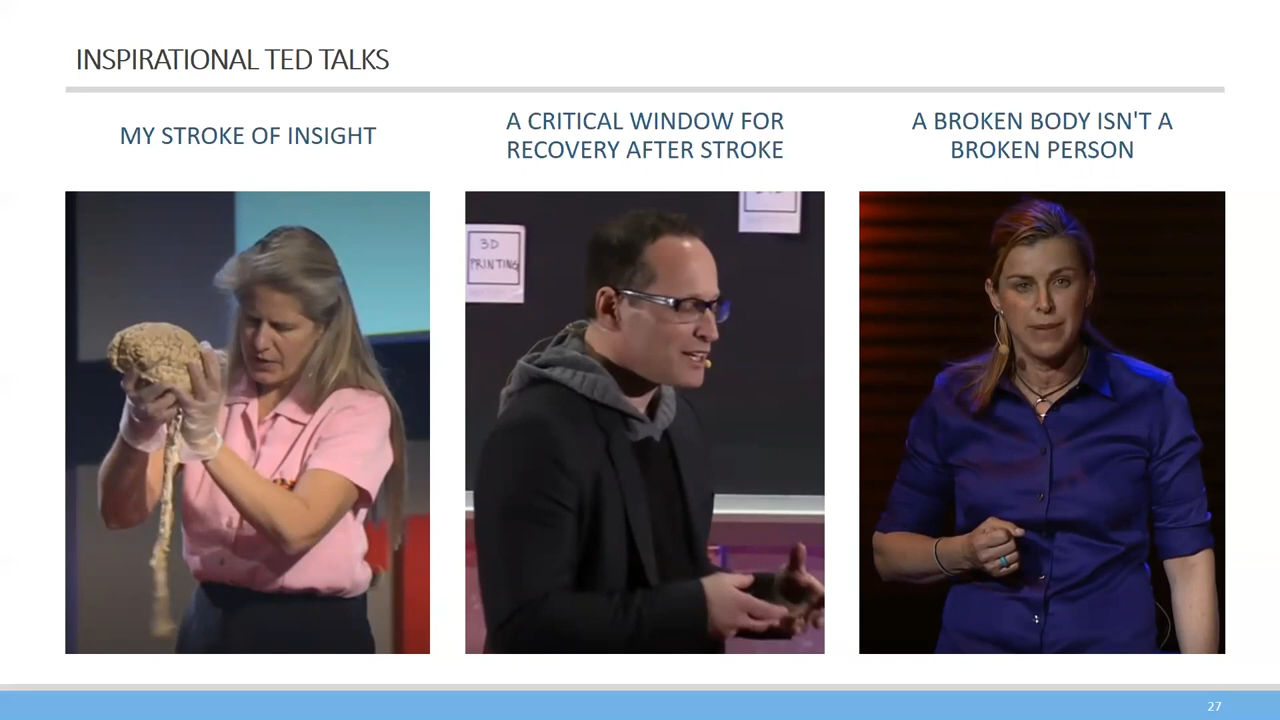 INSPIRATIONAL TED TALKS
MY STROKE OF INSIGHT
A CRITICAL WINDOW FOR
RECOVERY AFTER STROKE
A BROKEN BODY ISN'T A
BROKEN PERSON
3D
PRINTING
27